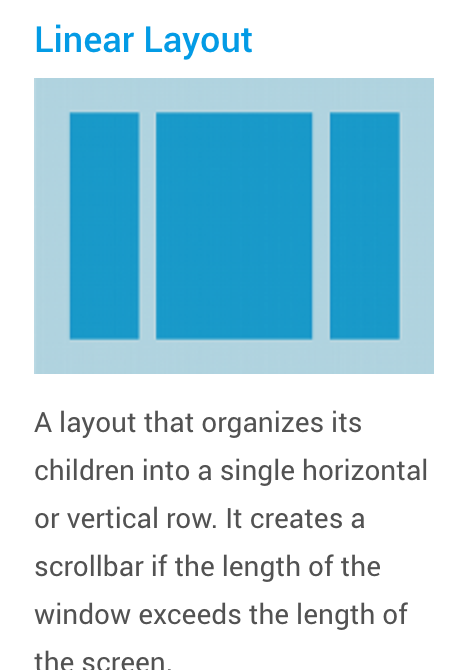 Linear Layout
A layout that organizes its
children into a single horizontal
or vertical row. It creates a
scrollbar if the length of the
window exceeds the length of
the screen.